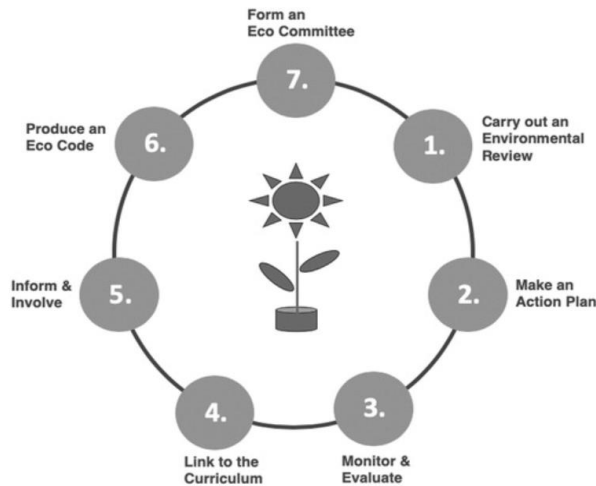 Form an
Eco Committee
7.
Carry out an
Environmental
Review
1.
Make an
Action Plan
2.
Monitor &
Evaluate
3.
Link to the
Curriculum
4.
Inform &
Involve
5.
Produce an
Eco Code
6.